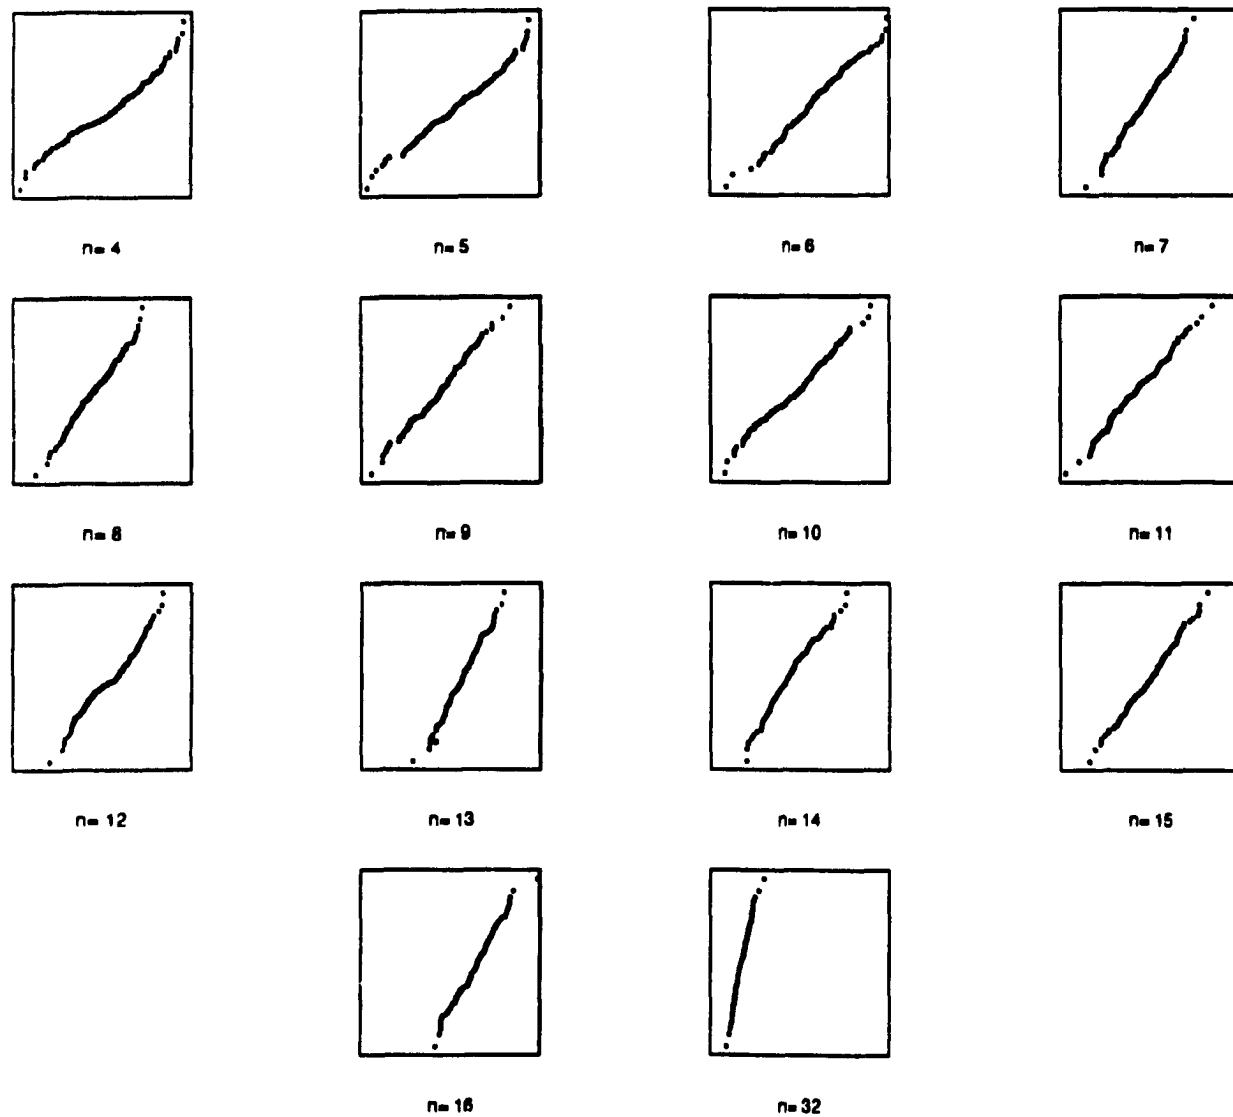 n= 4
n= 5
n= 6
n= 7
n= 8
n= 9
n= 10
n= 11
n= 12
n= 13
n= 14
n= 15
n= 16
n= 32